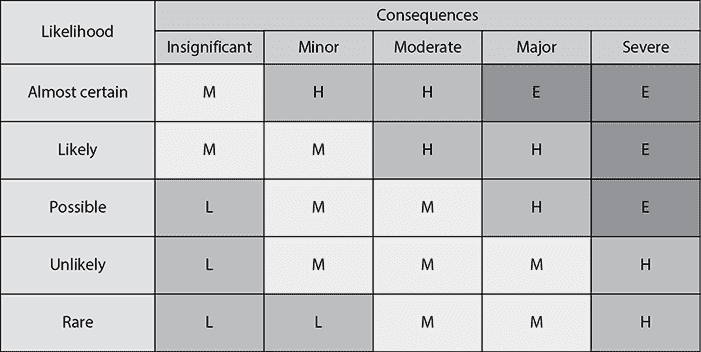 Likelihood Consequences
Insignificant Minor Moderate Major Severe
Almost certain M H H E E
Likely M M H H E
Possible L M M H E
Unlikely L M M M H
Rare L L M M H